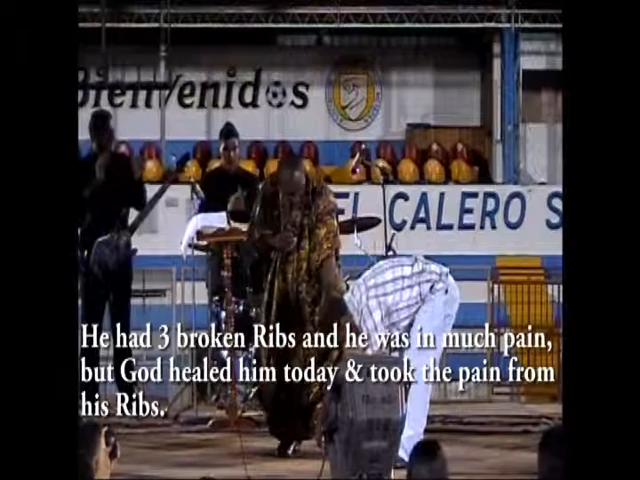 Bienvenidos
EL CALERO S
He had 3 broken Ribs and he was in much pain,
but God healed him today & took the pain from
his Ribs.